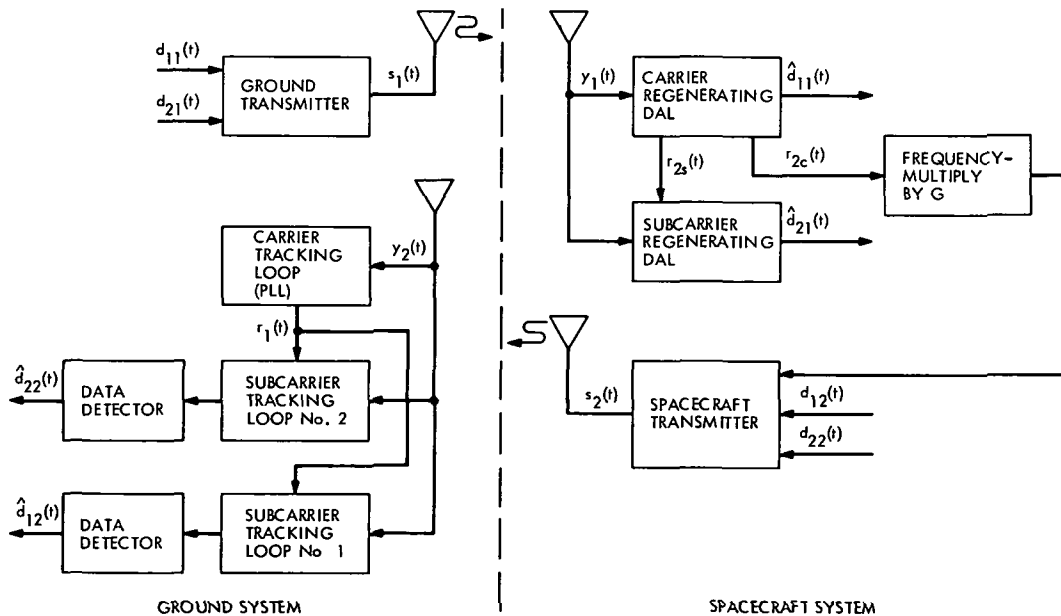 d₁₁(t)
d₂₁(t)
GROUND
TRANSMITTER
s₁(t)
y₁(t)
CARRIER
REGENERATING
DAL
d̂₁₁(t)
r₂ₛ(t)
r₂c(t)
FREQUENCY-
MULTIPLY
BY G
SUBCARRIER
REGENERATING
DAL
d̂₂₁(t)
CARRIER
TRACKING
LOOP
(PLL)
y₂(t)
r₁(t)
d̂₂₂(t)
DATA
DETECTOR
SUBCARRIER
TRACKING
LOOP No. 2
s₂(t)
SPACECRAFT
TRANSMITTER
d₁₂(t)
d₂₂(t)
d̂₁₂(t)
DATA
DETECTOR
SUBCARRIER
TRACKING
LOOP No 1
GROUND SYSTEM
SPACECRAFT SYSTEM